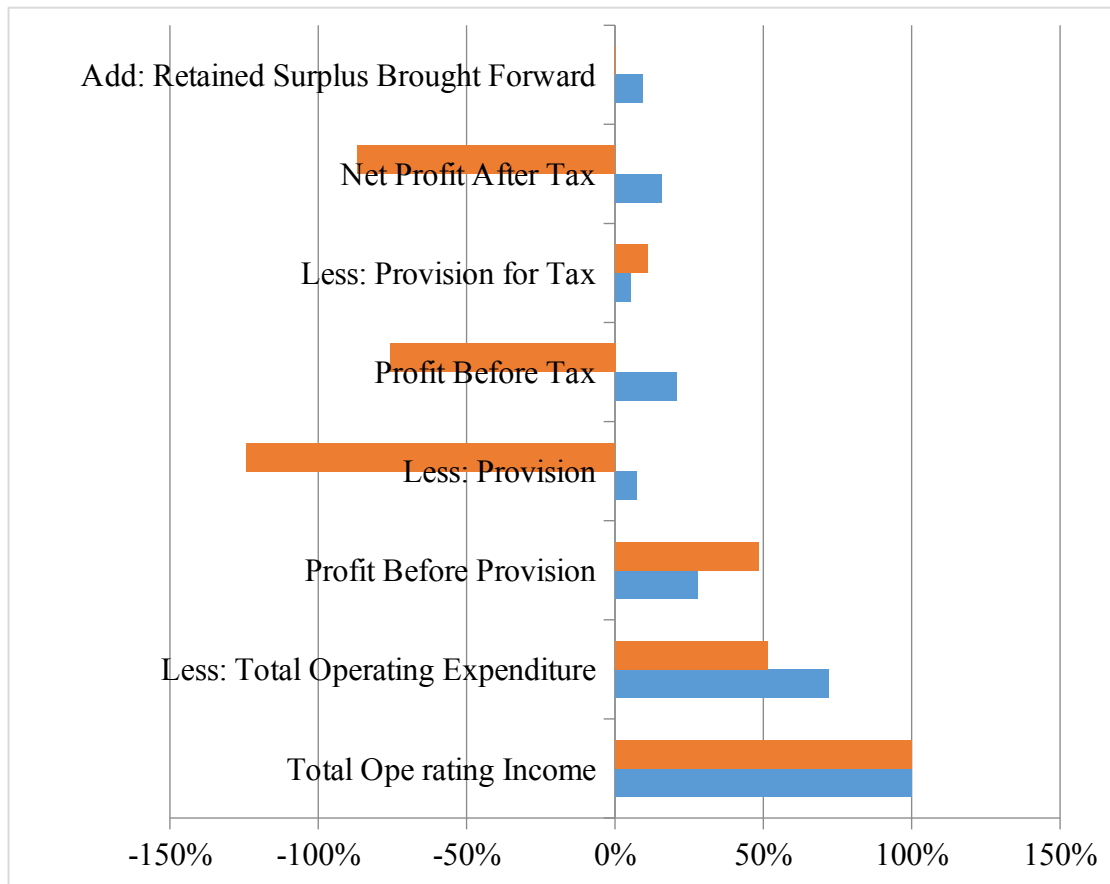 Add: Retained Surplus Brought Forward
Net Profit After Tax
Less: Provision for Tax
Profit Before Tax
Less: Provision
Profit Before Provision
Less: Total Operating Expenditure
Total Ope rating Income
-150% -100% -50% 0% 50% 100% 150%